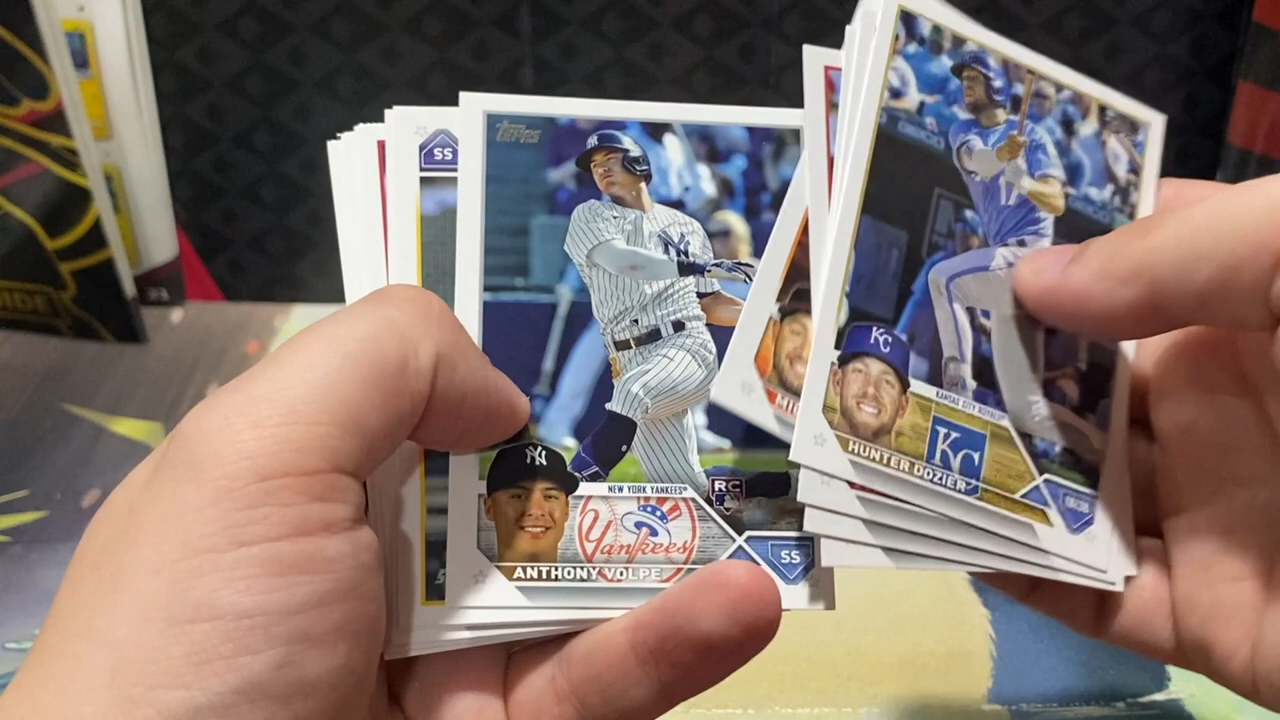 SS
Topps
NY
NY
NEW YORK YANKEES®
Yankees
RC
ANTHONY VOLPE
SS
17
KC
KANSAS CITY ROYALS
KC
HUNTER DOZIER